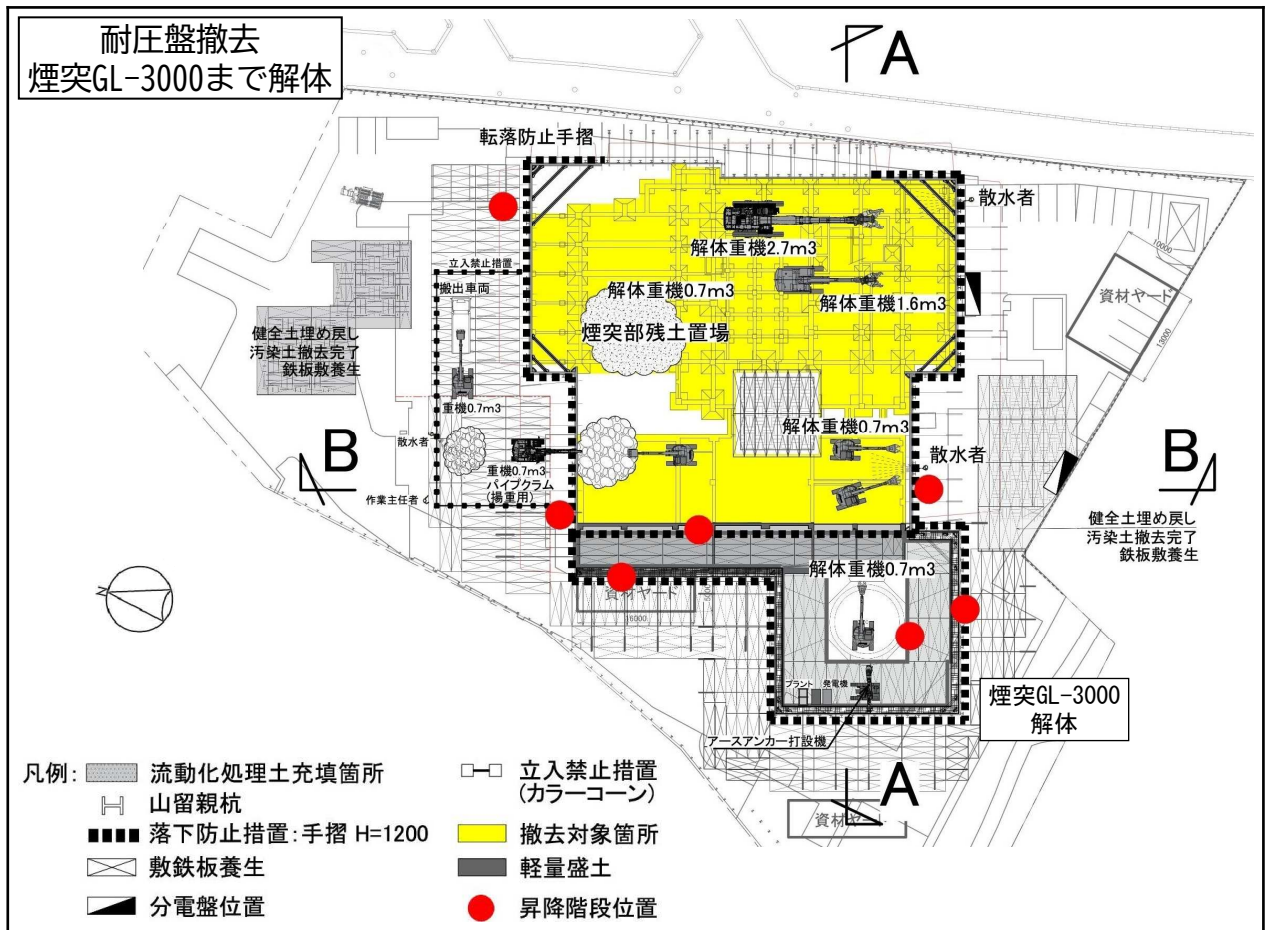 耐圧盤撤去
煙突GL-3000まで解体
A
転落防止手摺
散水者
解体重機2.7m3
解体重機0.7m3
解体重機1.6m3
煙突部残土置場
立入禁止措置
搬出車両
資材ヤード
10000
13000
健全土埋め戻し
汚染土撤去完了
鉄板敷養生
重機0.7m3
散水者
B
重機0.7m3
パイプクラム
(揚重用)
作業主任者
解体重機0.7m3
散水者
B
健全土埋め戻し
汚染土撤去完了
鉄板敷養生
解体重機0.7m3
資材ヤード
16000
5000
N
プラント
発電機
アースアンカー打設機
煙突GL-3000
解体
A
資材ヤード
凡例:
流動化処理土充填箇所
山留親杭
落下防止措置:手摺 H=1200
敷鉄板養生
分電盤位置
立入禁止措置
(カラーコーン)
撤去対象箇所
軽量盛土
昇降階段位置